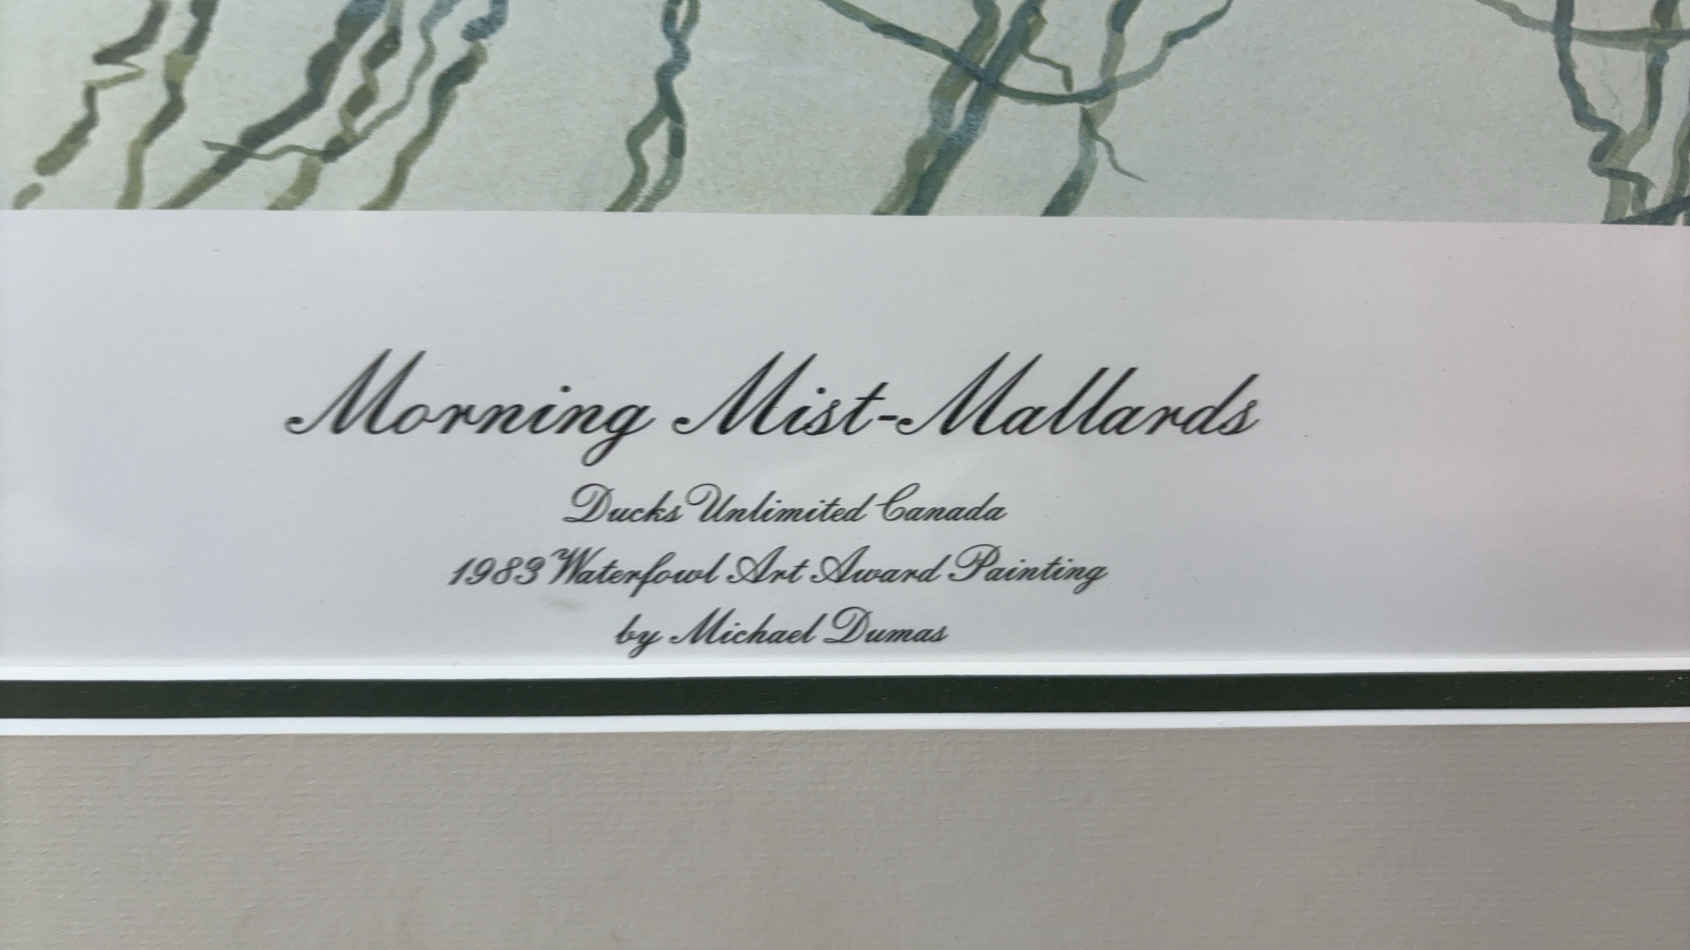 Morning Mist-Mallards
Ducks Unlimited Canada
1983 Waterfowl Art Award Painting
by Michael Dumas